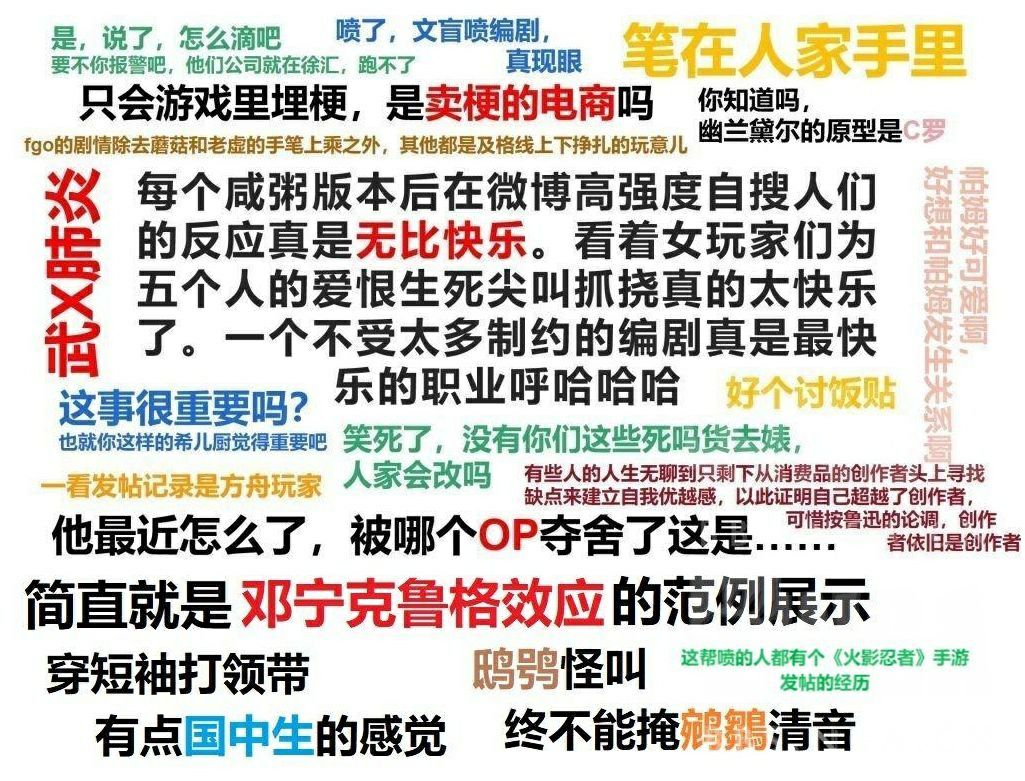 是，说了，怎么滴吧
要不你报警吧，他们公司就在徐汇，跑不了
喷了，文盲喷编剧，
真现眼
笔在人家手里
只会游戏里埋梗，是卖梗的电商吗
你知道吗，
幽兰黛尔的原型是C罗
fgo的剧情除去蘑菇和老虚的手笔上乘之外，其他都是及格线上下挣扎的玩意儿
武X肺炎
每个咸粥版本后在微博高强度自搜人们
的反应真是无比快乐。看着女玩家们为
五个人的爱恨生死尖叫抓挠真的太快乐
了。一个不受太多制约的编剧真是最快
乐的职业呼哈哈哈
帕姆好可爱啊，
好想和帕姆发生关系啊
这事很重要吗？
也就你这样的希儿厨觉得重要吧
好个讨饭贴
笑死了，没有你们这些死吗货去婊，
人家会改吗
一看发帖记录是方舟玩家
有些人的人生无聊到只剩下从消费品的创作者头上寻找
缺点来建立自我优越感，以此证明自己超越了创作者，
可惜按鲁迅的论调，创作
者依旧是创作者
他最近怎么了，被哪个OP夺舍了这是……
简直就是邓宁克鲁格效应的范例展示
穿短袖打领带
鸱鸮怪叫
这帮喷的人都有个《火影忍者》手游
发帖的经历
有点国中生的感觉
终不能掩鹓鶵清音